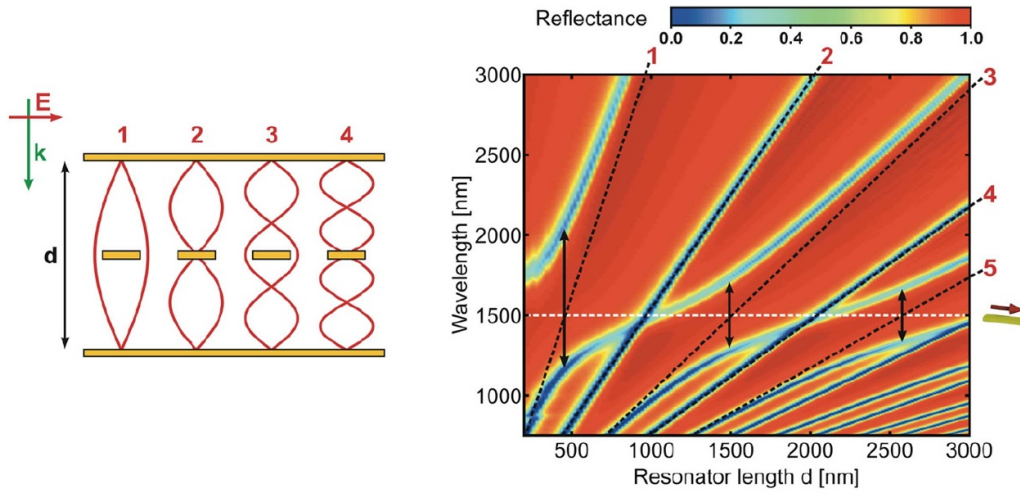 E
k
1 2 3 4
d
Reflectance
0.0 0.2 0.4 0.6 0.8 1.0
1
2
3
4
5
3000
2500
2000
1500
1000
Wavelength [nm]
500 1000 1500 2000 2500 3000
Resonator length d [nm]